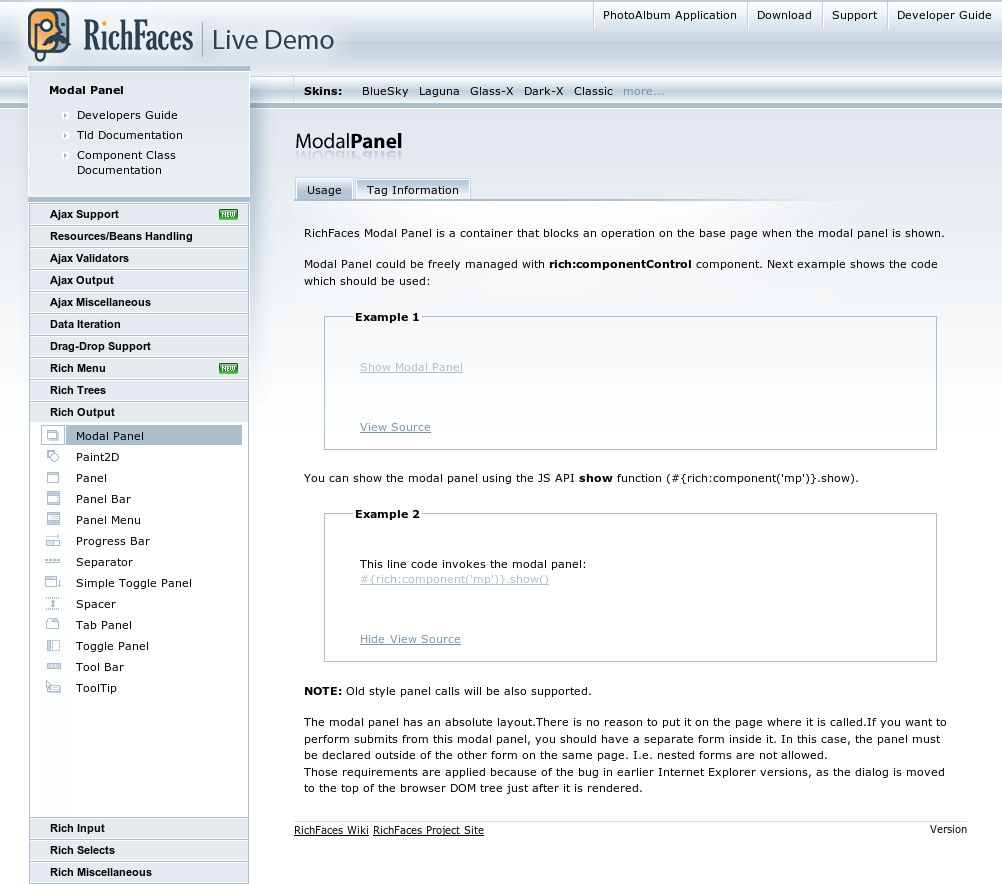 PhotoAlbum Application Download Support Developer Guide
RichFaces Live Demo
Modal Panel
Developers Guide
Tld Documentation
Component Class
Documentation
Skins: BlueSky Laguna Glass-X Dark-X Classic more...
Ajax Support NEW
Resources/Beans Handling
Ajax Validators
Ajax Output
Ajax Miscellaneous
Data Iteration
Drag-Drop Support
Rich Menu NEW
Rich Trees
Rich Output
Modal Panel
Paint2D
Panel
Panel Bar
Panel Menu
Progress Bar
Separator
Simple Toggle Panel
Spacer
Tab Panel
Toggle Panel
Tool Bar
ToolTip
Rich Input
Rich Selects
Rich Miscellaneous
ModalPanel
Usage Tag Information
RichFaces Modal Panel is a container that blocks an operation on the base page when the modal panel is shown.
Modal Panel could be freely managed with rich:componentControl component. Next example shows the code
which should be used:
Example 1
Show Modal Panel
View Source
You can show the modal panel using the JS API show function (#{rich:component('mp')}.show).
Example 2
This line code invokes the modal panel:
#{rich:component('mp')}.show()
Hide View Source
NOTE: Old style panel calls will be also supported.
The modal panel has an absolute layout.There is no reason to put it on the page where it is called.If you want to
perform submits from this modal panel, you should have a separate form inside it. In this case, the panel must
be declared outside of the other form on the same page. I.e. nested forms are not allowed.
Those requirements are applied because of the bug in earlier Internet Explorer versions, as the dialog is moved
to the top of the browser DOM tree just after it is rendered.
RichFaces Wiki RichFaces Project Site Version